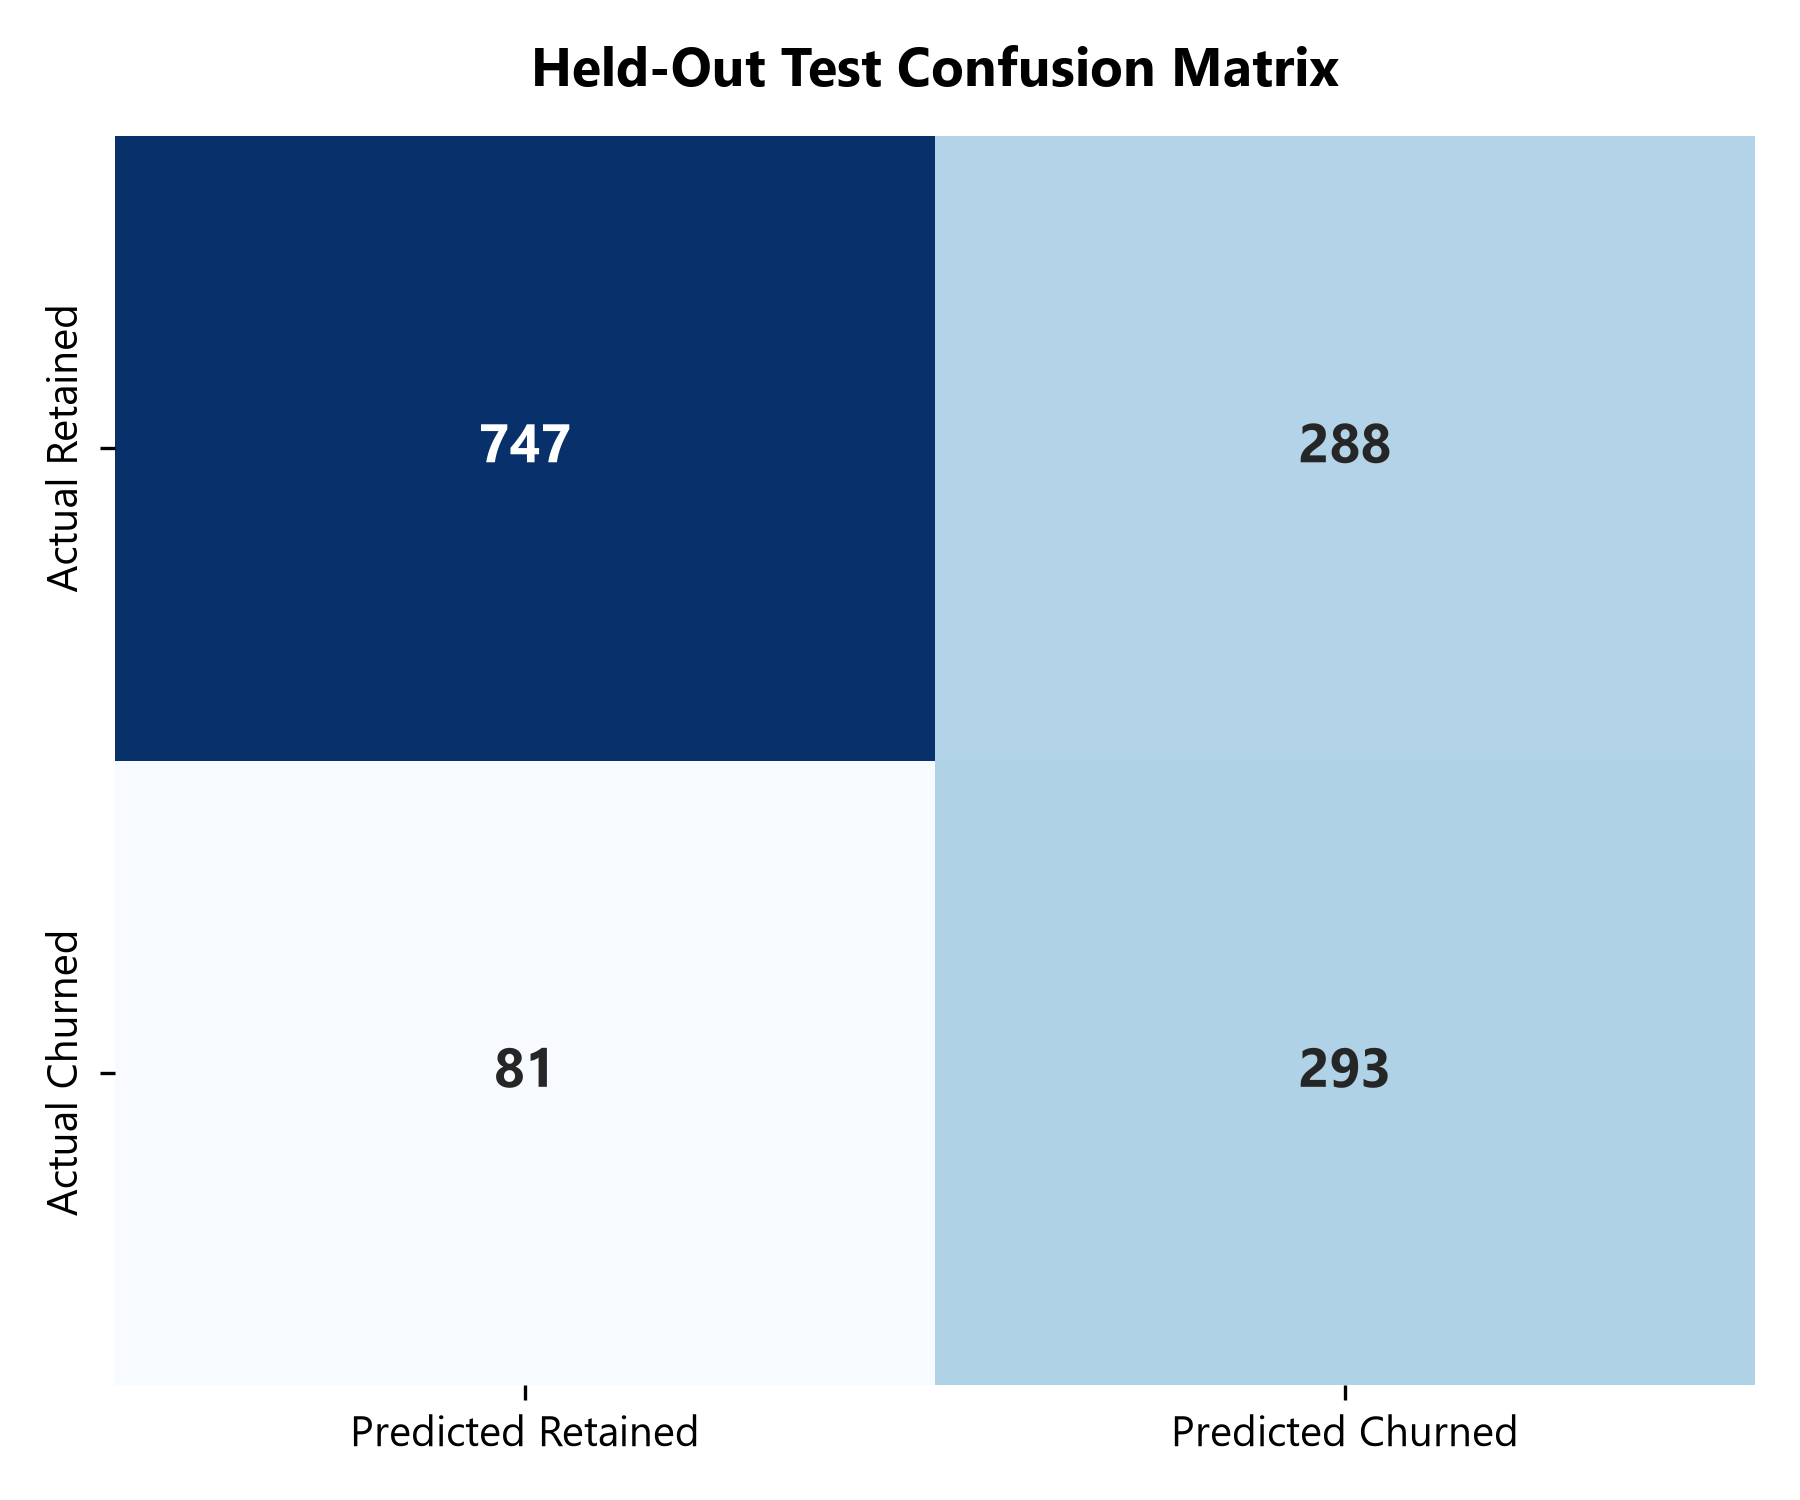 Held-Out Test Confusion Matrix
Actual Retained
747
288
Actual Churned
81
293
Predicted Retained
Predicted Churned